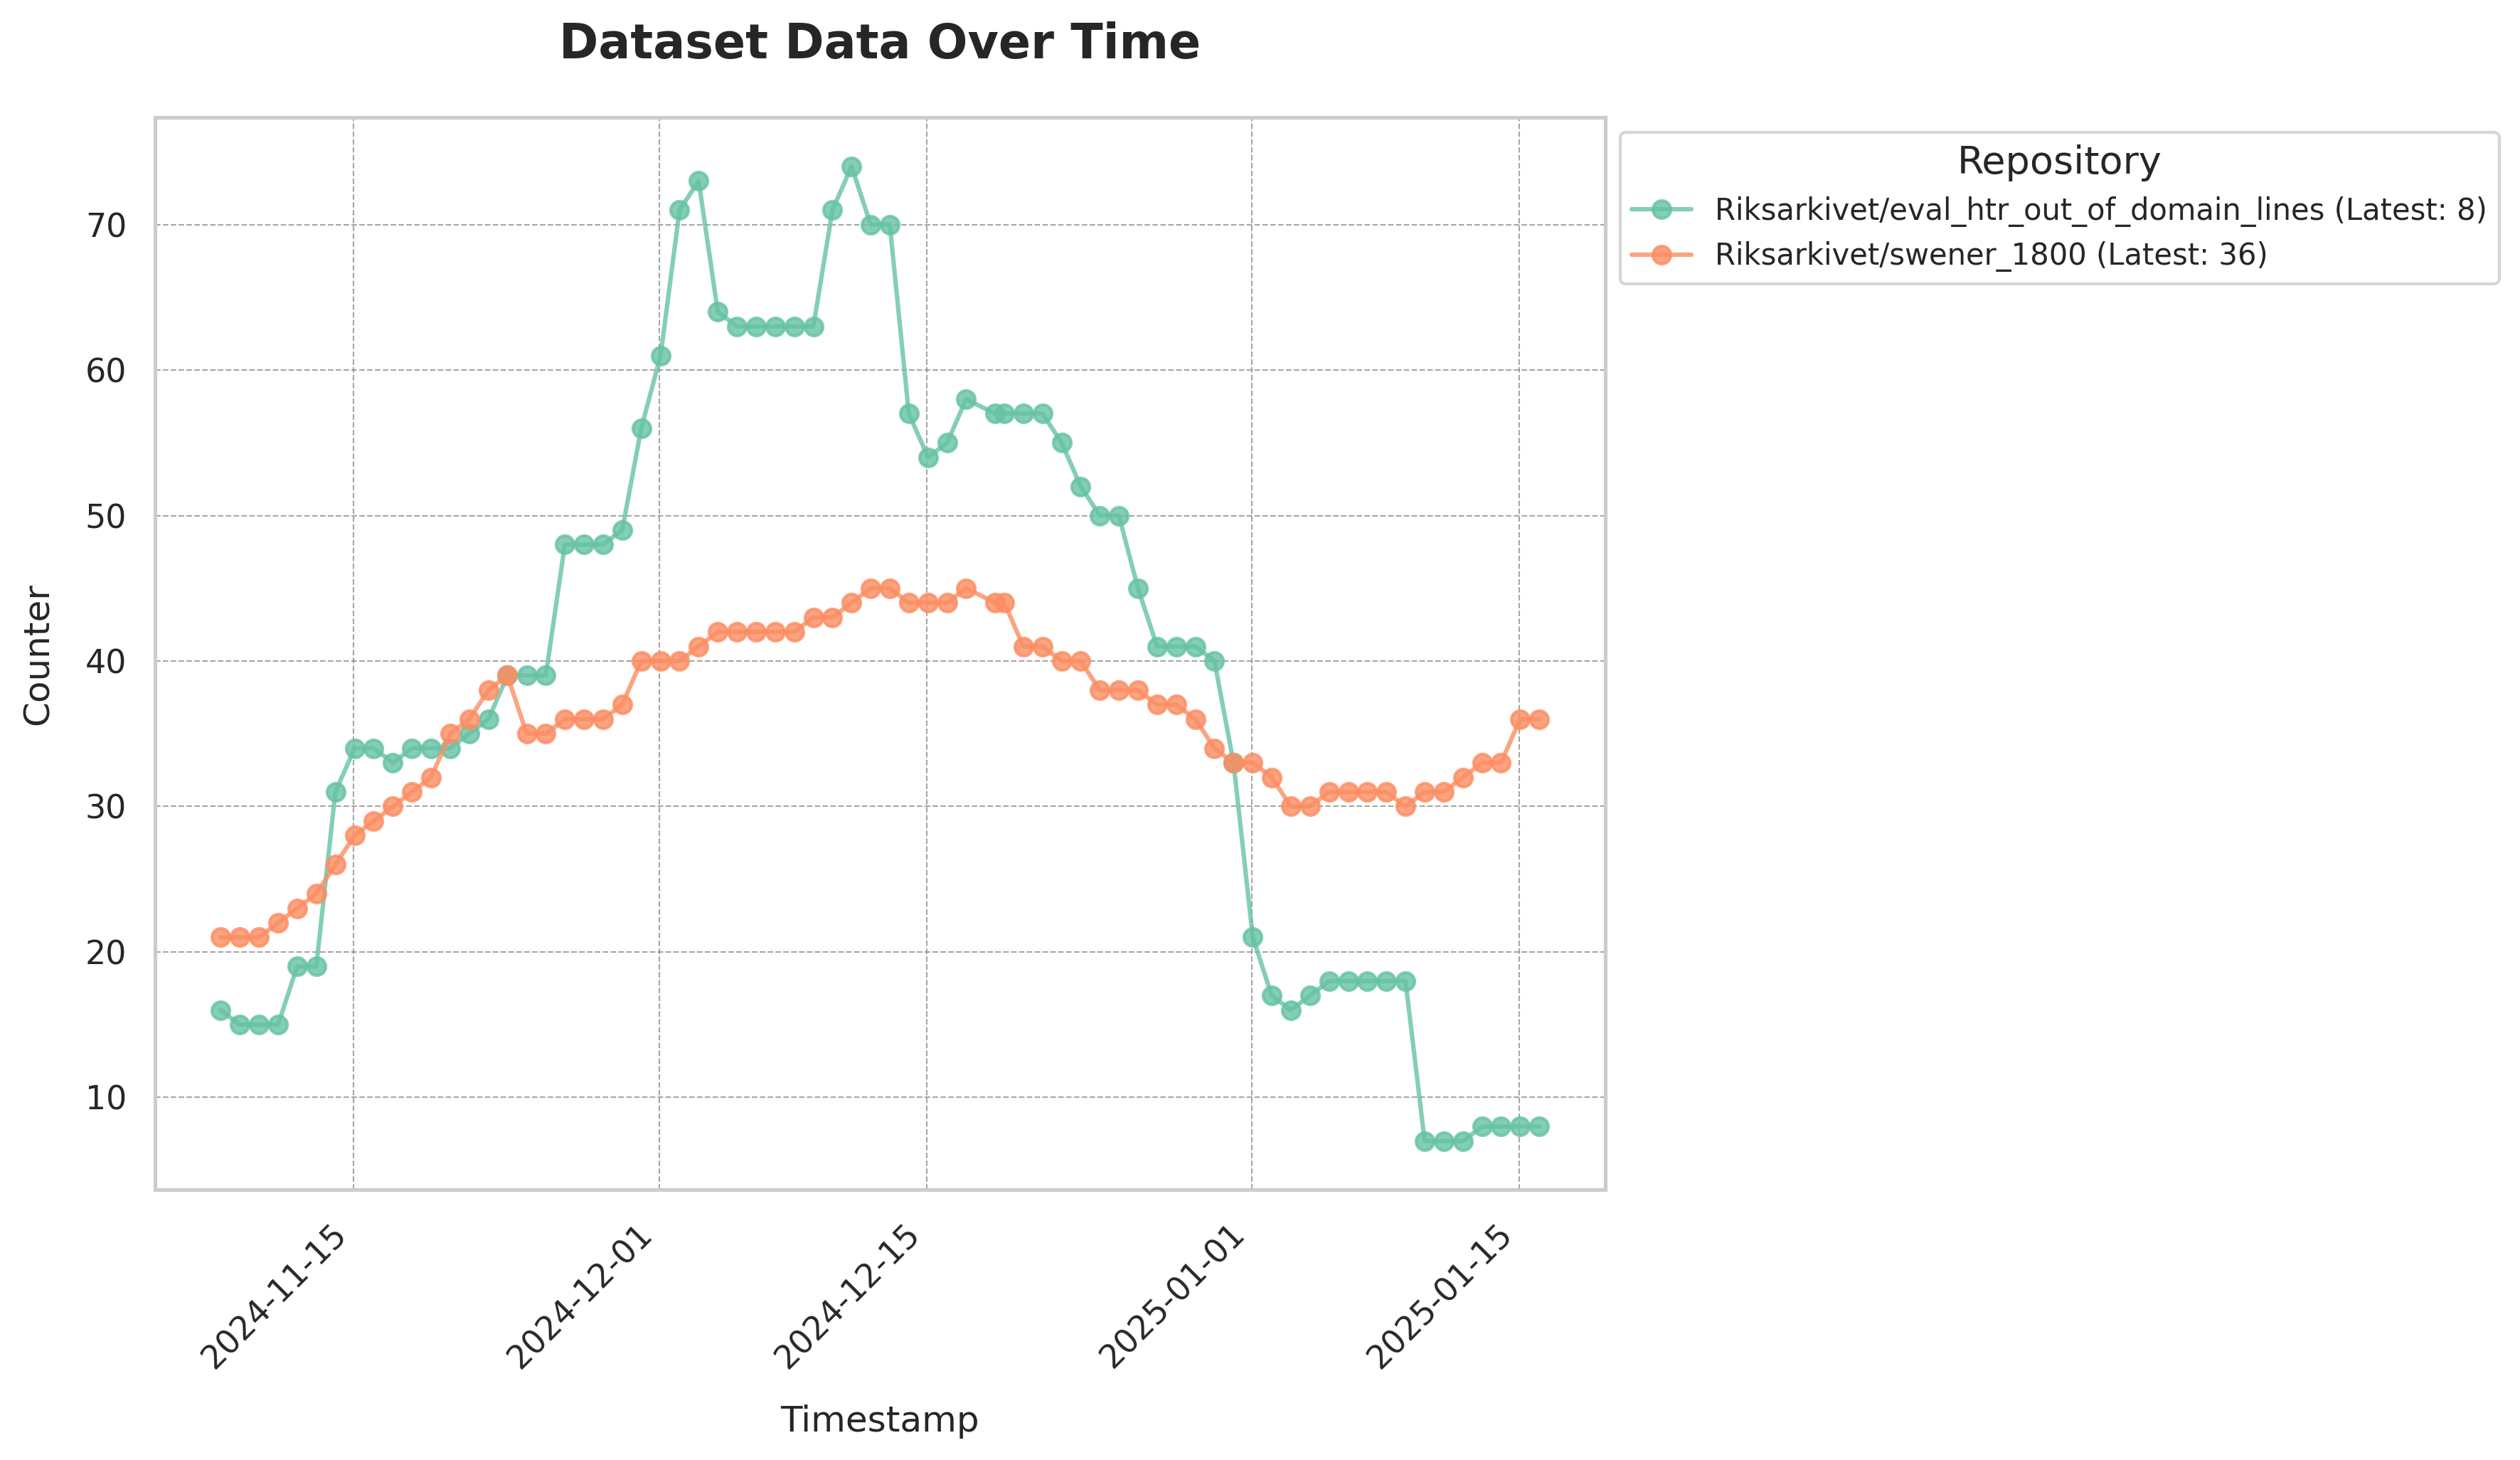 Dataset Data Over Time
Repository
Riksarkivet/eval_htr_out_of_domain_lines (Latest: 8)
Riksarkivet/swener_1800 (Latest: 36)
Counter
70
60
50
40
30
20
10
2024-11-15
2024-12-01
2024-12-15
2025-01-01
2025-01-15
Timestamp